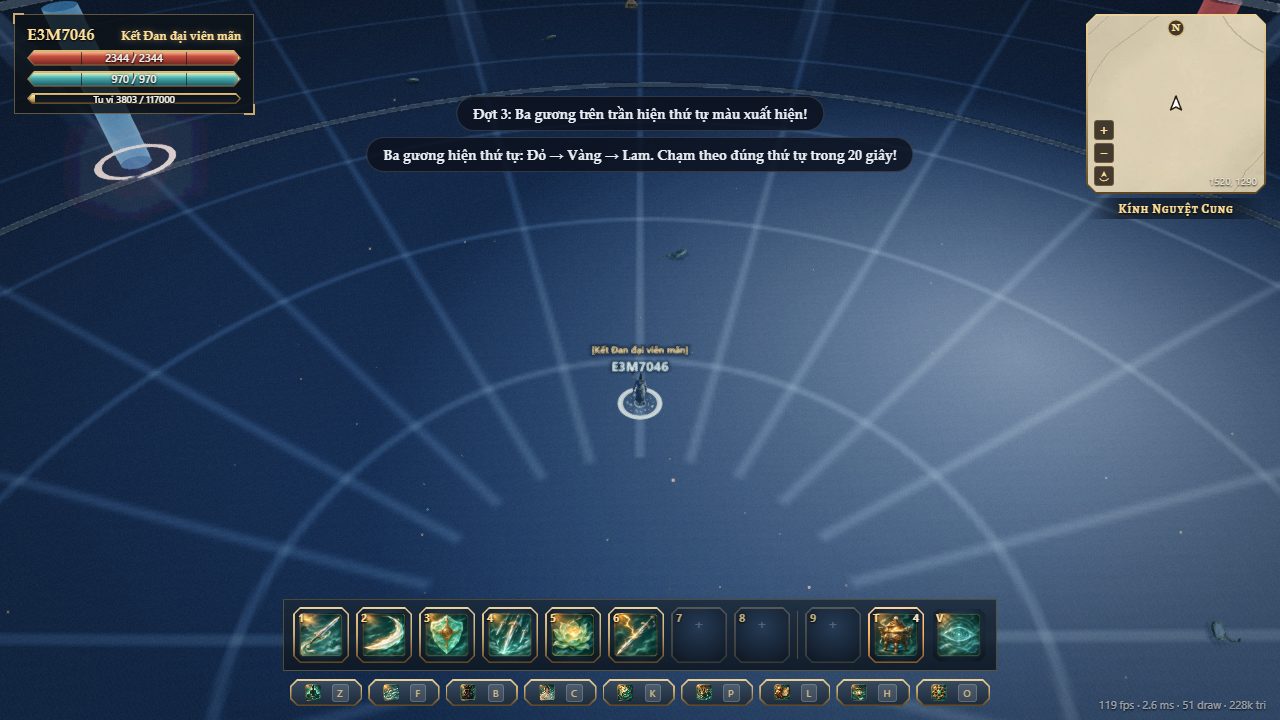 E3M7046 Kết Đan đại viên mãn
2344 / 2344
970 / 970
Tu vi 3803 / 117000
Đợt 3: Ba gương trên trần hiện thứ tự màu xuất hiện!
Ba gương hiện thứ tự: Đỏ → Vàng → Lam. Chạm theo đúng thứ tự trong 20 giây!
N
+
−
1520, 1290
Kính Nguyệt Cung
[Kết Đan đại viên mãn]
E3M7046
1 2 3 4 5 6 7 + 8 + 9 + T 4 V
Z F B C K P L H O
119 fps · 2.6 ms · 51 draw · 228k tri